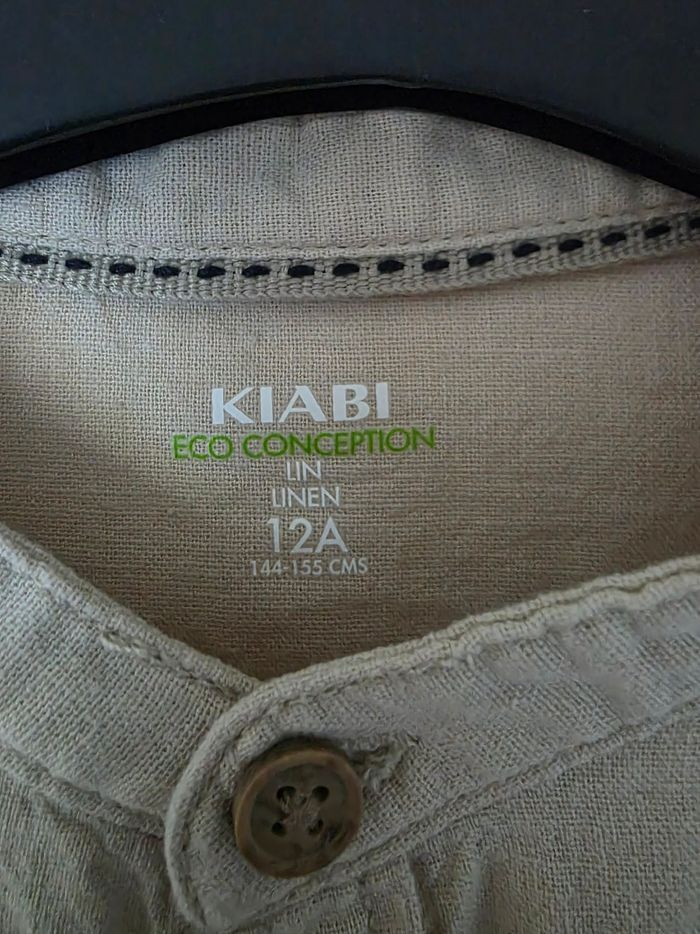 KIABI
ECO CONCEPTION
LIN
LINEN
12A
144-155 CMS